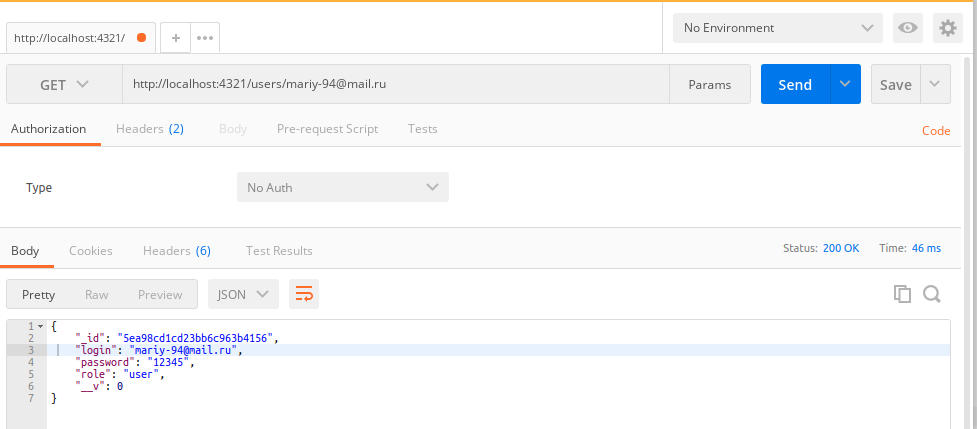 http://localhost:4321/ + ••• No Environment
GET http://localhost:4321/users/mariy-94@mail.ru Params Send Save
Authorization Headers (2) Body Pre-request Script Tests Code
Type No Auth
Body Cookies Headers (6) Test Results Status: 200 OK Time: 46 ms
Pretty Raw Preview JSON
1 {
2 "_id": "5ea98cd1cd23bb6c963b4156",
3 "login": "mariy-94@mail.ru",
4 "password": "12345",
5 "role": "user",
6 "__v": 0
7 }